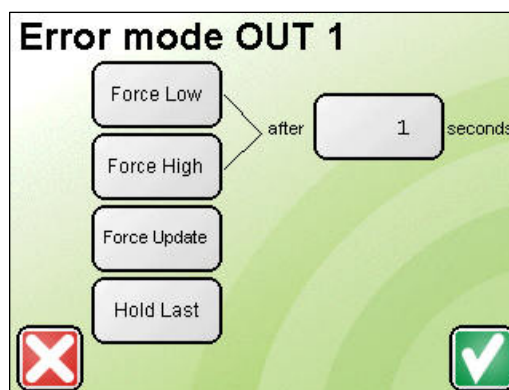 Error mode OUT 1
Force Low
after 1 seconds
Force High
Force Update
Hold Last